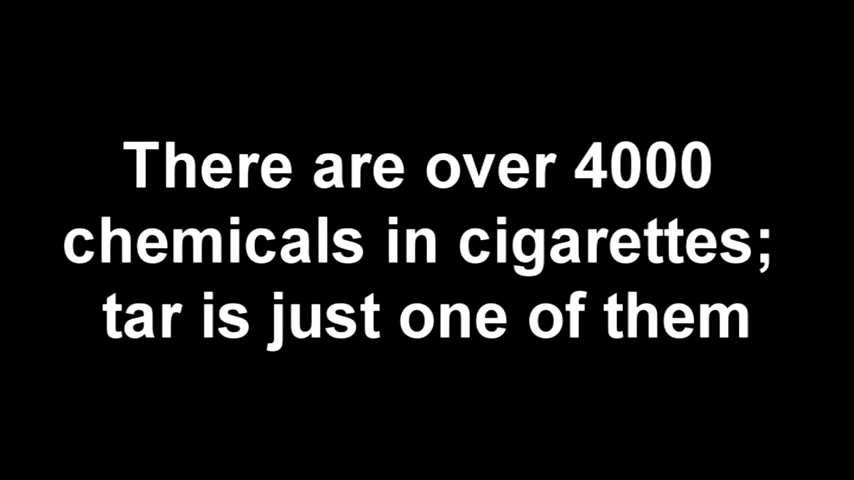 There are over 4000
chemicals in cigarettes;
tar is just one of them